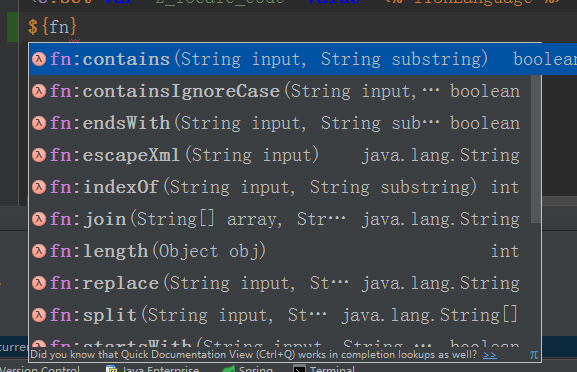 ${fn}
fn:contains(String input, String substring) boolean
fn:containsIgnoreCase(String input,… boolean
fn:endsWith(String input, String sub… boolean
fn:escapeXml(String input) java.lang.String
fn:indexOf(String input, String substring) int
fn:join(String[] array, Str… java.lang.String
fn:length(Object obj) int
fn:replace(String input, St… java.lang.String
fn:split(String input, St… java.lang.String[]
fn:startsWith(String input, String… boolean
Did you know that Quick Documentation View (Ctrl+Q) works in completion lookups as well? >> π
Version Control Java Enterprise Spring Terminal